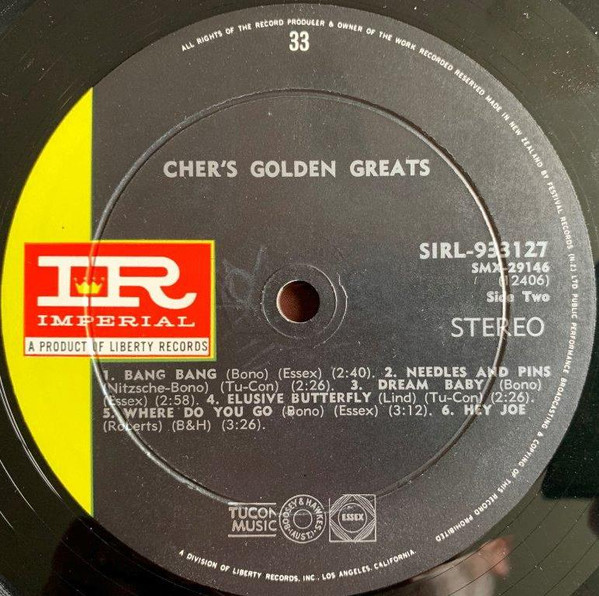 ALL RIGHTS OF THE RECORD PRODUCER & OWNER OF THE WORK RECORDED RESERVED MADE IN NEW ZEALAND BY FESTIVAL RECORDS (N.Z.) LTD PUBLIC PERFORMANCE BROADCASTING & COPYING OF THIS RECORD PROHIBITED
33
CHER'S GOLDEN GREATS
SIRL-933127
SMX-29146
(12406)
Side Two
STEREO
IR
IMPERIAL
A PRODUCT OF LIBERTY RECORDS
1. BANG BANG (Bono) (Essex) (2:40). 2. NEEDLES AND PINS
(Nitzsche-Bono) (Tu-Con) (2:26). 3. DREAM BABY (Bono)
(Essex) (2:58). 4. ELUSIVE BUTTERFLY (Lind) (Tu-Con) (2:26).
5. WHERE DO YOU GO (Bono) (Essex) (3:12). 6. HEY JOE
(Roberts) (B&H) (3:26).
TUCON
MUSIC
BOOSEY & HAWKES
(AUST.)
ESSEX
A DIVISION OF LIBERTY RECORDS, INC., LOS ANGELES, CALIFORNIA.